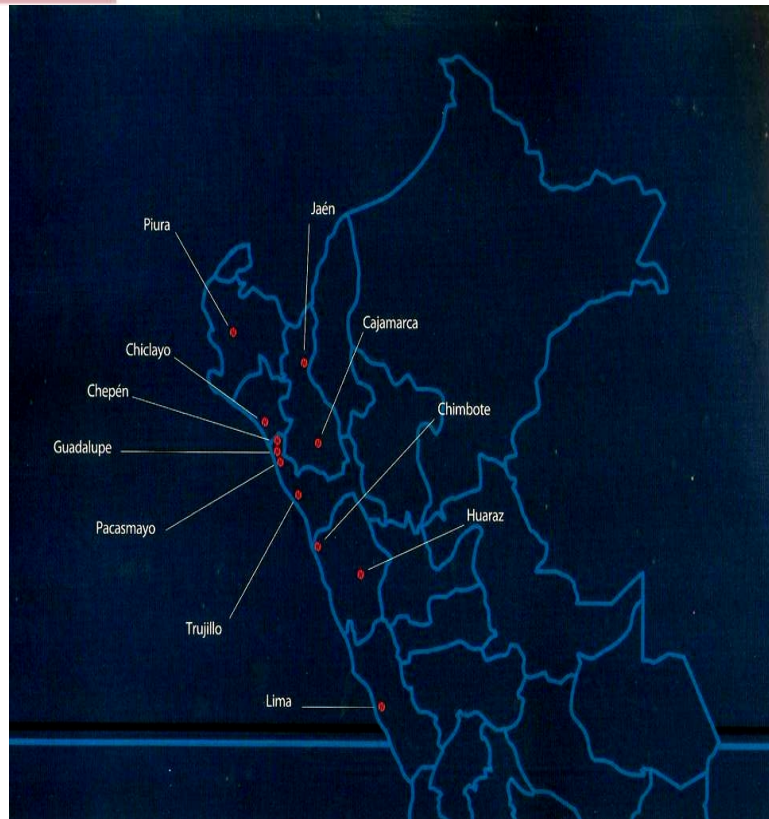 Jaén
Piura
Cajamarca
Chiclayo
Chepén
Chimbote
Guadalupe
Huaraz
Pacasmayo
Trujillo
Lima